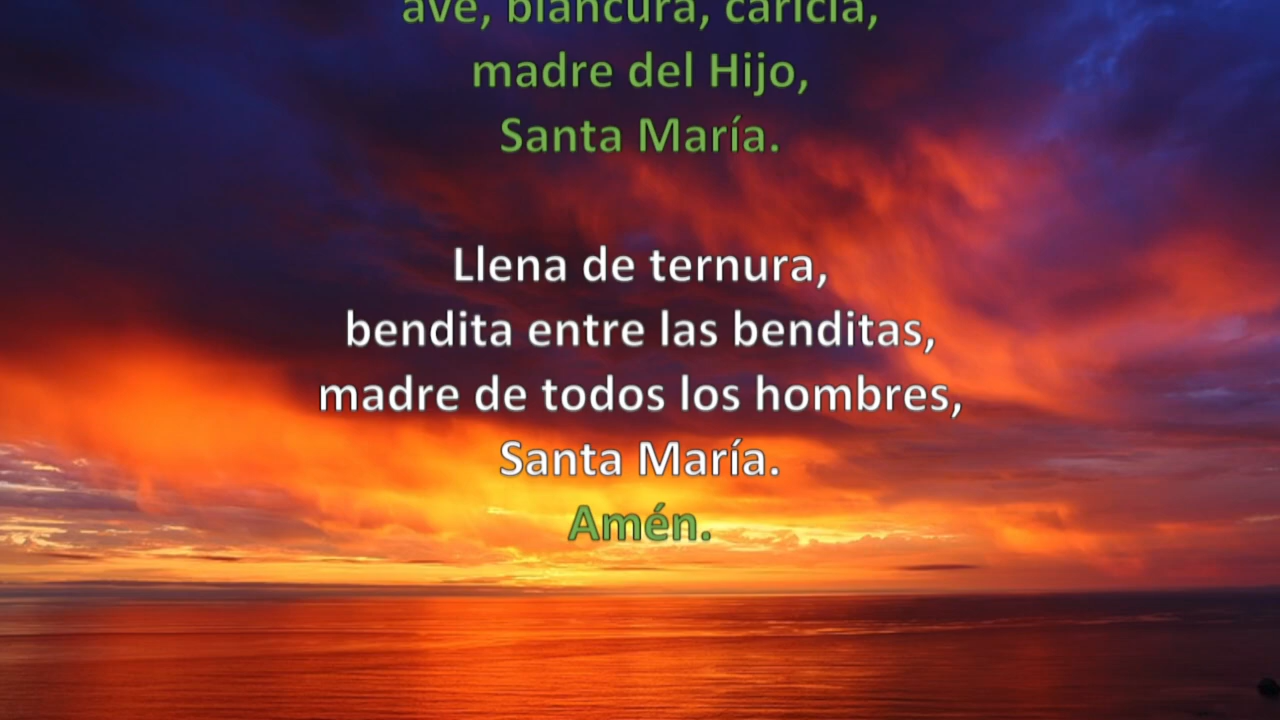 ave, blancura, caricia,
madre del Hijo,
Santa María.
Llena de ternura,
bendita entre las benditas,
madre de todos los hombres,
Santa María.
Amén.